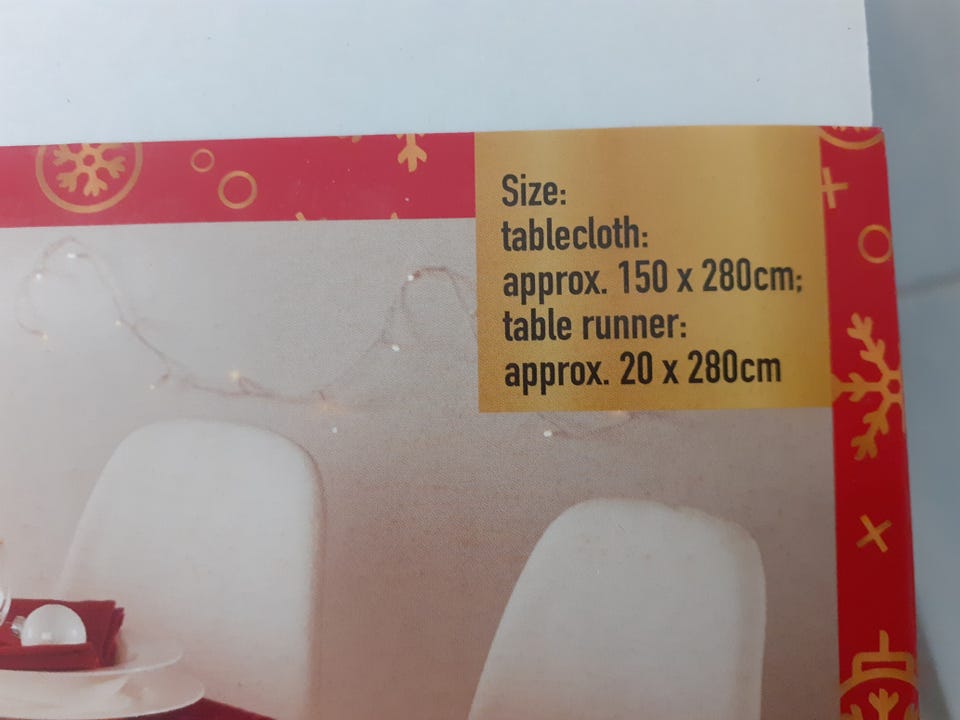 Size:
tablecloth:
approx. 150 x 280cm;
table runner:
approx. 20 x 280cm